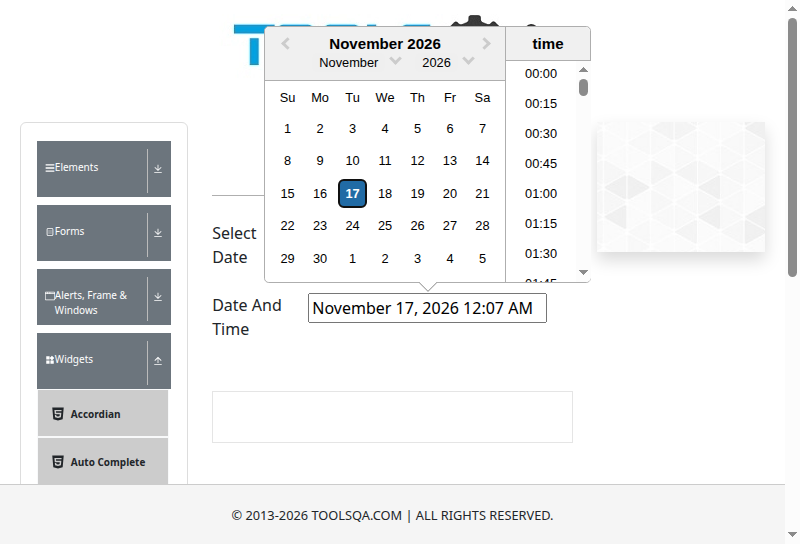 November 2026
November 2026
time
Su Mo Tu We Th Fr Sa
1 2 3 4 5 6 7
8 9 10 11 12 13 14
15 16 17 18 19 20 21
22 23 24 25 26 27 28
29 30 1 2 3 4 5
00:00
00:15
00:30
00:45
01:00
01:15
01:30
Elements
Forms
Alerts, Frame &
Windows
Widgets
Accordian
Auto Complete
Select
Date
Date And
Time
November 17, 2026 12:07 AM
© 2013-2026 TOOLSQA.COM | ALL RIGHTS RESERVED.